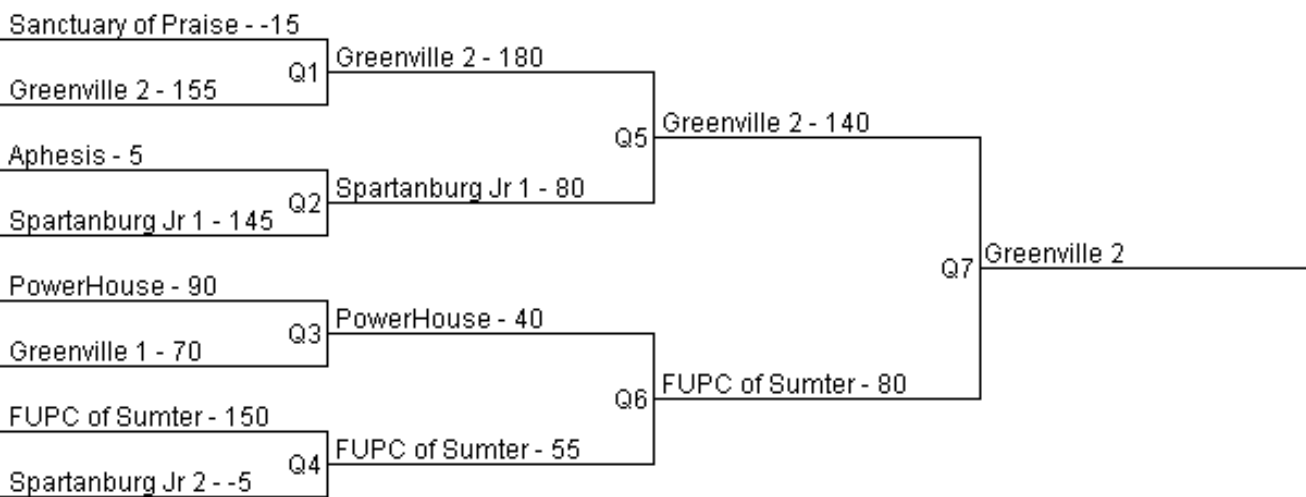 Sanctuary of Praise - -15
Greenville 2 - 155
Q1
Greenville 2 - 180
Aphesis - 5
Spartanburg Jr 1 - 145
Q2
Spartanburg Jr 1 - 80
Q5
Greenville 2 - 140
PowerHouse - 90
Greenville 1 - 70
Q3
PowerHouse - 40
FUPC of Sumter - 150
Spartanburg Jr 2 - -5
Q4
FUPC of Sumter - 55
Q6
FUPC of Sumter - 80
Q7
Greenville 2